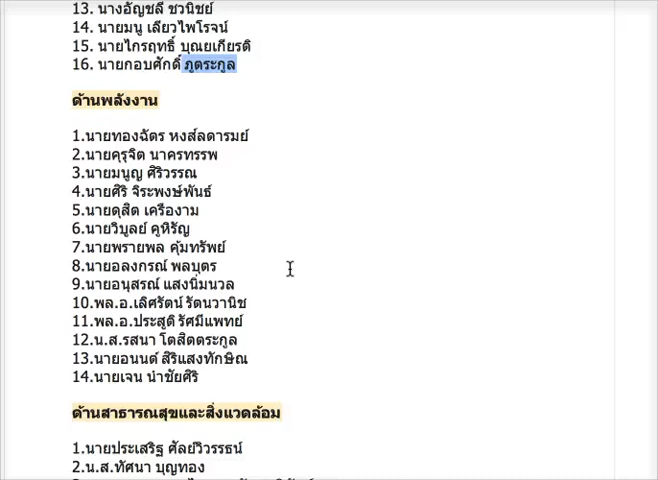 13. นางอัญชลี ชวนิชย์
14. นายมนู เลียวไพโรจน์
15. นายไกรฤทธิ์ บุณยเกียรติ
16. นายกอบศักดิ์ ภูตระกูล
ด้านพลังงาน
1.นายทองฉัตร หงส์ลดารมย์
2.นายคุรุจิต นาครทรรพ
3.นายมนูญ ศิริวรรณ
4.นายศิริ จิระพงษ์พันธ์
5.นายดุสิต เครืองาม
6.นายวิบูลย์ คูหิรัญ
7.นายพรายพล คุ้มทรัพย์
8.นายอลงกรณ์ พลบุตร
9.นายอนุสรณ์ แสงนิ่มนวล
10.พล.อ.เลิศรัตน์ รัตนวานิช
11.พล.อ.ประสูติ รัศมีแพทย์
12.น.ส.รสนา โตสิตตระกูล
13.นายอนนต์ สิริแสงทักษิณ
14.นายเจน นำชัยศิริ
ด้านสาธารณสุขและสิ่งแวดล้อม
1.นายประเสริฐ ศัลย์วิวรรธน์
2.น.ส.ทัศนา บุญทอง